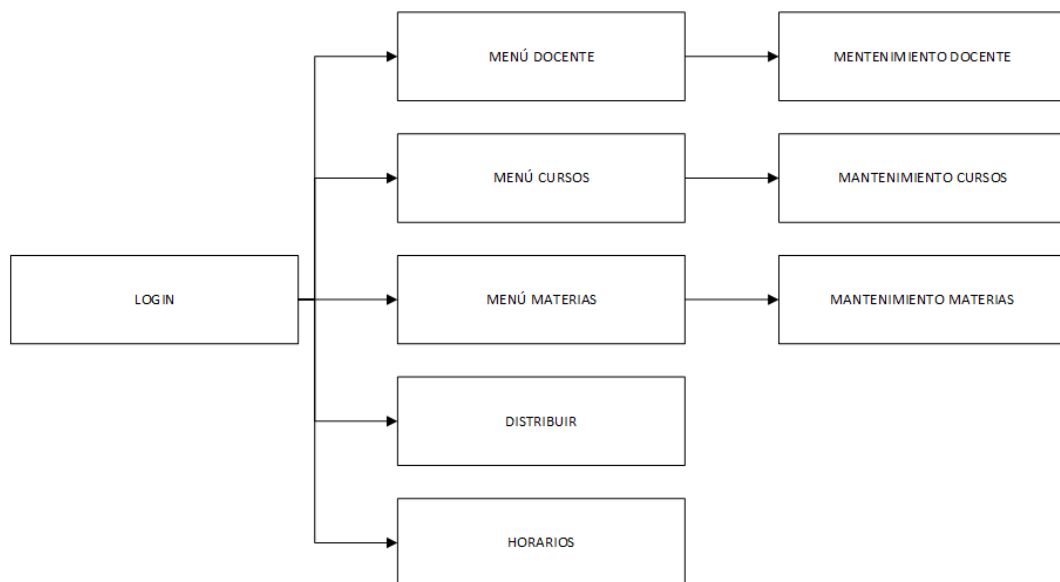 MENÚ DOCENTE
MENTENIMIENTO DOCENTE
MENÚ CURSOS
MANTENIMIENTO CURSOS
LOGIN
MENÚ MATERIAS
MANTENIMIENTO MATERIAS
DISTRIBUIR
HORARIOS